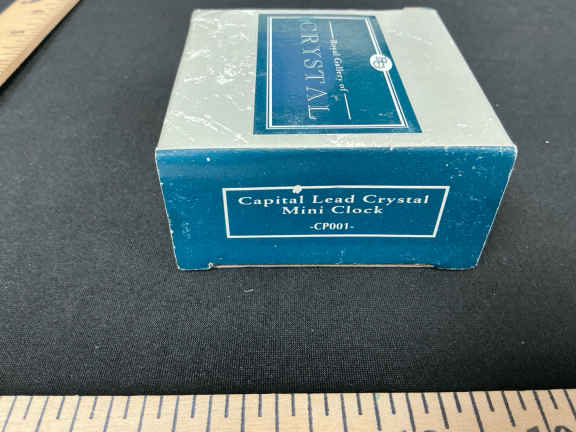 Royal Gallery of
CRYSTAL
Capital Lead Crystal
Mini Clock
-CP001-